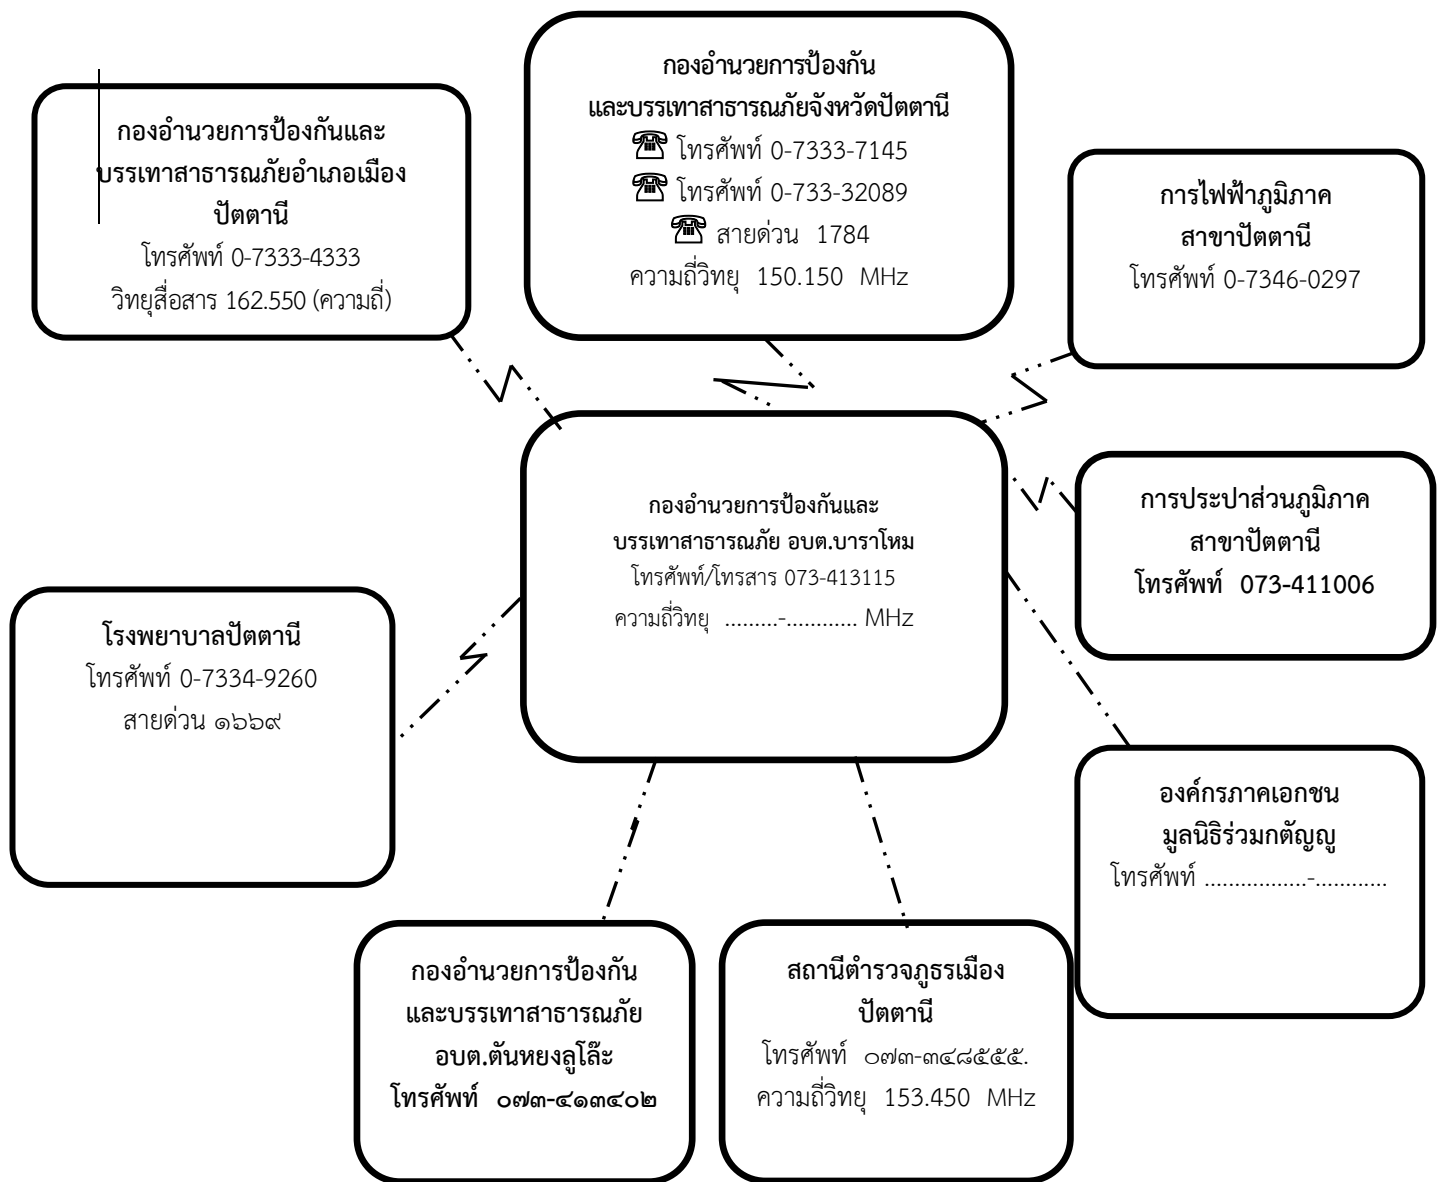 กองอำนวยการป้องกัน
และบรรเทาสาธารณภัยจังหวัดปัตตานี
โทรศัพท์ 0-7333-7145
โทรศัพท์ 0-733-32089
สายด่วน 1784
ความถี่วิทยุ 150.150 MHz
กองอำนวยการป้องกันและ
บรรเทาสาธารณภัยอำเภอเมือง
ปัตตานี
โทรศัพท์ 0-7333-4333
วิทยุสื่อสาร 162.550 (ความถี่)
การไฟฟ้าภูมิภาค
สาขาปัตตานี
โทรศัพท์ 0-7346-0297
กองอำนวยการป้องกันและ
บรรเทาสาธารณภัย อบต.บาราโหม
โทรศัพท์/โทรสาร 073-413115
ความถี่วิทยุ .........-............ MHz
การประปาส่วนภูมิภาค
สาขาปัตตานี
โทรศัพท์ 073-411006
โรงพยาบาลปัตตานี
โทรศัพท์ 0-7334-9260
สายด่วน ๑๖๖๙
องค์กรภาคเอกชน
มูลนิธิร่วมกตัญญู
โทรศัพท์ .................-............
กองอำนวยการป้องกัน
และบรรเทาสาธารณภัย
อบต.ตันหยงลูโล๊ะ
โทรศัพท์ ๐๗๓-๔๑๓๔๐๒
สถานีตำรวจภูธรเมือง
ปัตตานี
โทรศัพท์ ๐๗๓-๓๔๘๕๕๕.
ความถี่วิทยุ 153.450 MHz